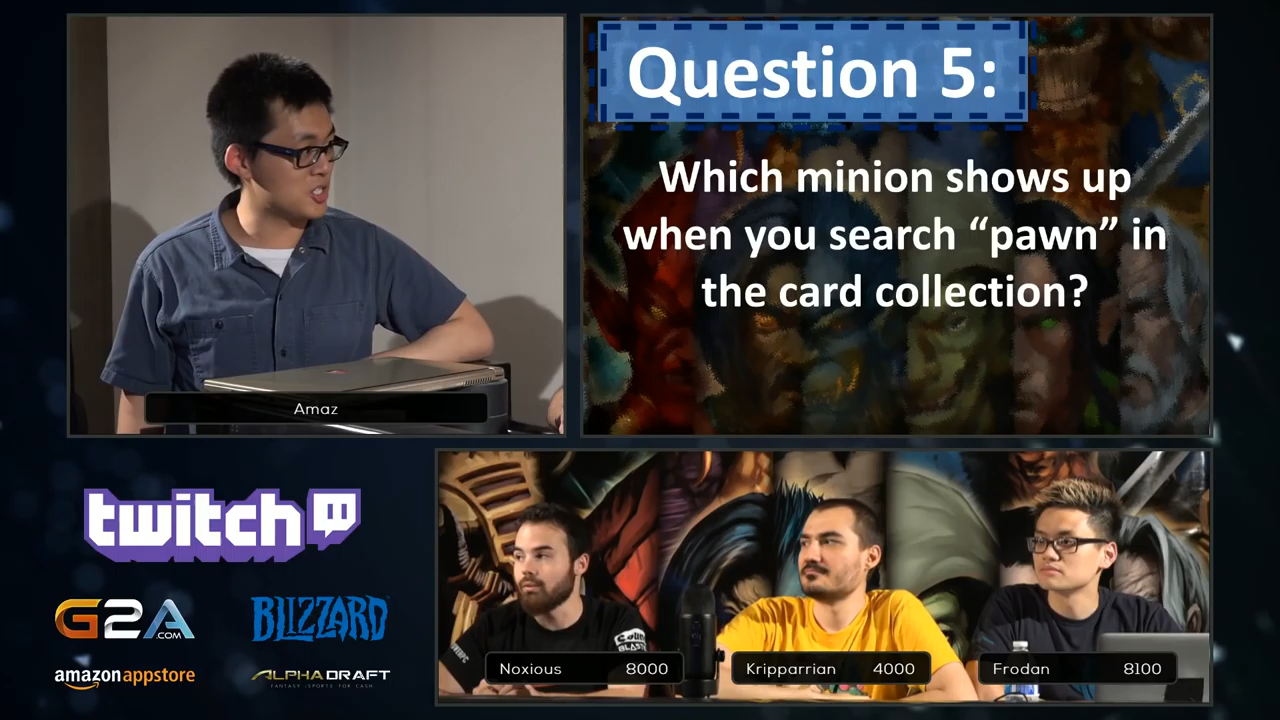 Question 5:
Which minion shows up
when you search “pawn” in
the card collection?
Amaz
twitch
G2A
.COM
BLIZZARD
amazon appstore
ALPHADRAFT
FANTASY ESPORTS FOR CASH
Noxious 8000
Kripparrian 4000
Frodan 8100